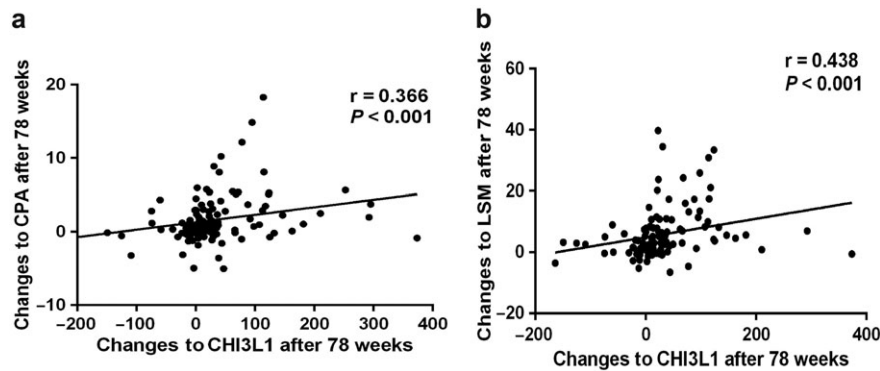 a
Changes to CPA after 78 weeks
20
10
0
−10
r = 0.366
P < 0.001
−200
−100
0
100
200
300
400
Changes to CHI3L1 after 78 weeks
b
Changes to LSM after 78 weeks
60
40
20
0
−20
r = 0.438
P < 0.001
−200
0
200
400
Changes to CHI3L1 after 78 weeks